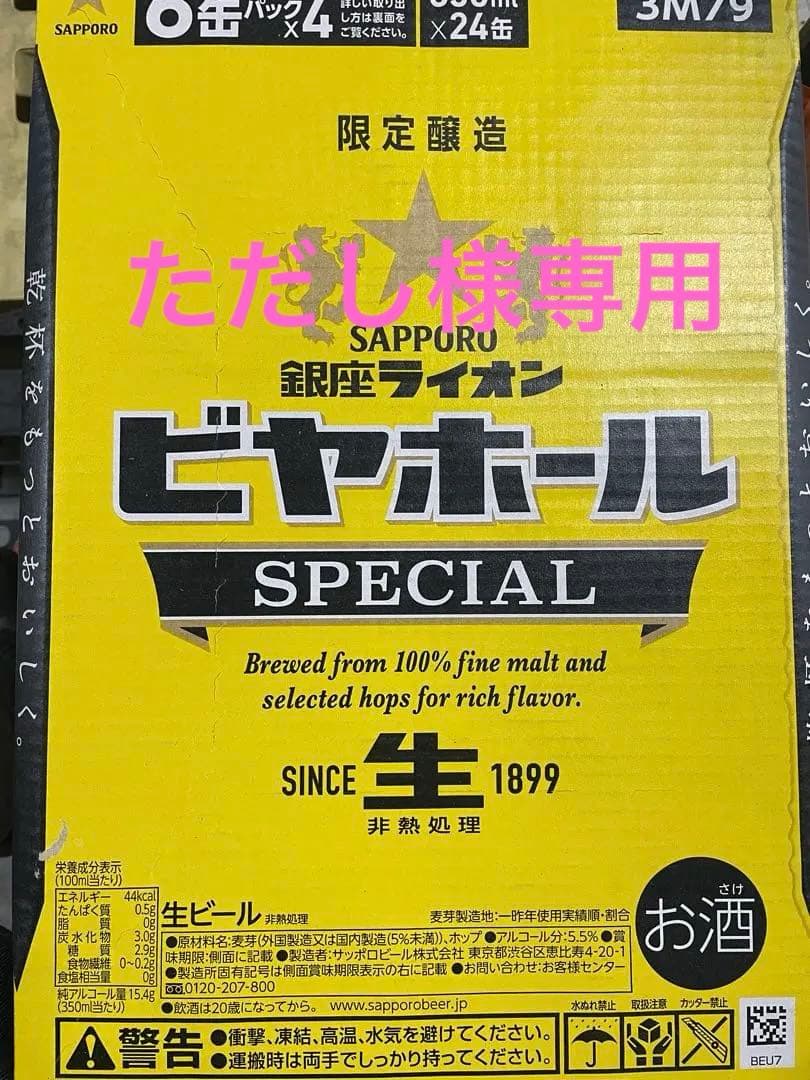 SAPPORO
6缶パック×4
詳しい取り出
し方は裏面を
ご覧ください。
350ml
×24缶
3M79
限定醸造
ただし様専用
SAPPORO
銀座ライオン
ビヤホール
SPECIAL
Brewed from 100% fine malt and
selected hops for rich flavor.
SINCE 生 1899
非熱処理
乾杯をもっとおいしく。
栄養成分表示
(100ml当たり)
エネルギー 44kcal
たんぱく質 0.5g
脂質 0g
炭水化物 3.0g
糖質 2.9g
食物繊維 0~0.2g
食塩相当量 0g
純アルコール量 15.4g
(350ml当たり)
生ビール 非熱処理
麦芽製造地:一昨年使用実績順・割合
●原材料名:麦芽(外国製造又は国内製造(5%未満))、ホップ ●アルコール分:5.5% ●賞
味期限:側面に記載 ●製造者:サッポロビール株式会社 東京都渋谷区恵比寿4-20-1
●製造所固有記号は側面賞味期限表示の右に記載 ●お問い合わせ:お客様センター
0120-207-800
●飲酒は20歳になってから。 www.sapporobeer.jp
さけ
お酒
警告
●衝撃、凍結、高温、水気を避けてください。
●運搬時は両手でしっかり持ってください。
水ぬれ禁止 取扱注意 カッター禁止
BEU7